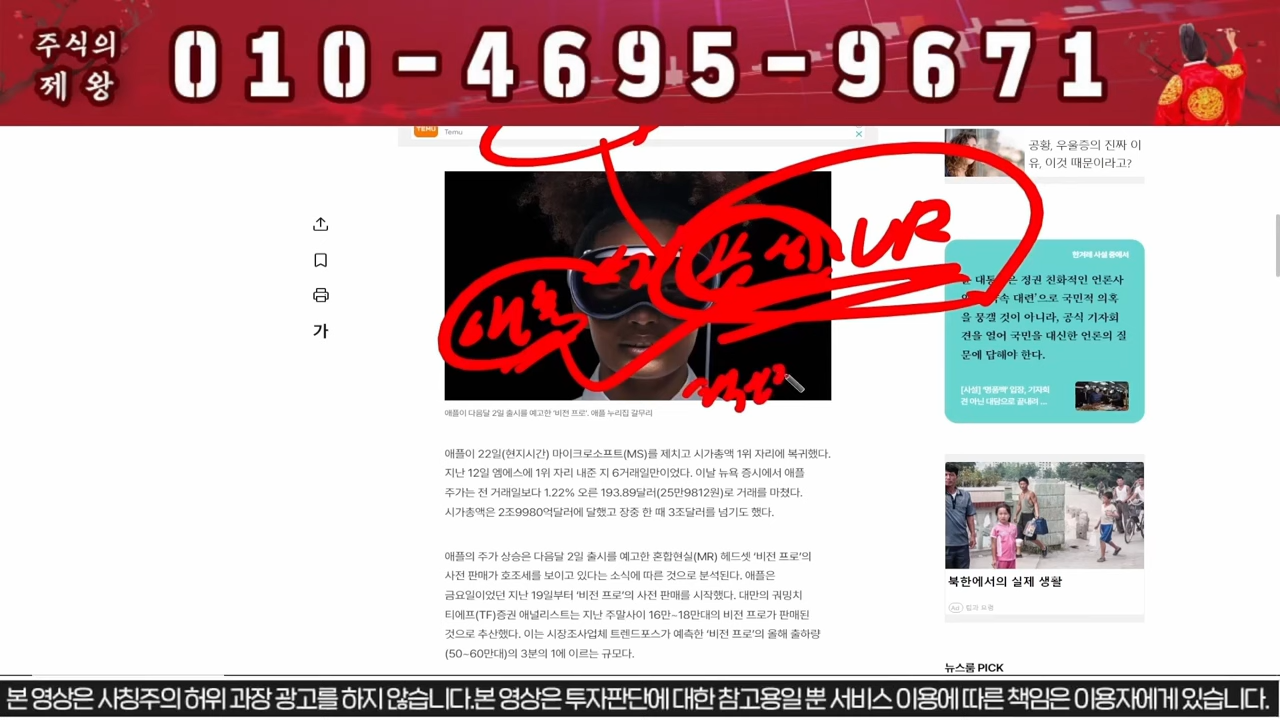 주식의
제 왕
010-4695-9671
TEMU
Temu
공황, 우울증의 진짜 이
유, 이것 때문이라고?
가
애플
VR
한겨레 사설 중에서
대통 은 정권 친화적인 언론사
속 대련’으로 국민적 의혹
을 뭉갤 것이 아니라, 공식 기자회
견을 열어 국민을 대신한 언론의 질
문에 답해야 한다.
[사설] ‘명품백’ 입장, 기자회
견 아닌 대담으로 끝내려 ...
애플이 다음달 2일 출시를 예고한 ‘비전 프로’. 애플 누리집 갈무리
애플이 22일(현지시간) 마이크로소프트(MS)를 제치고 시가총액 1위 자리에 복귀했다.
지난 12일 엠에스에 1위 자리 내준 지 6거래일만이었다. 이날 뉴욕 증시에서 애플
주가는 전 거래일보다 1.22% 오른 193.89달러(25만9812원)로 거래를 마쳤다.
시가총액은 2조9980억달러에 달했고 장중 한 때 3조달러를 넘기도 했다.
애플의 주가 상승은 다음달 2일 출시를 예고한 혼합현실(MR) 헤드셋 ‘비전 프로’의
사전 판매가 호조세를 보이고 있다는 소식에 따른 것으로 분석된다. 애플은
금요일이었던 지난 19일부터 ‘비전 프로’의 사전 판매를 시작했다. 대만의 궈밍치
티에프(TF)증권 애널리스트는 지난 주말사이 16만~18만대의 비전 프로가 판매된
것으로 추산했다. 이는 시장조사업체 트렌드포스가 예측한 ‘비전 프로’의 올해 출하량
(50~60만대)의 3분의 1에 이르는 규모다.
북한에서의 실제 생활
Ad
뉴스룸 PICK
본 영상은 사칭주의 허위 과장 광고를 하지 않습니다.본 영상은 투자판단에 대한 참고용일 뿐 서비스 이용에 따른 책임은 이용자에게 있습니다.